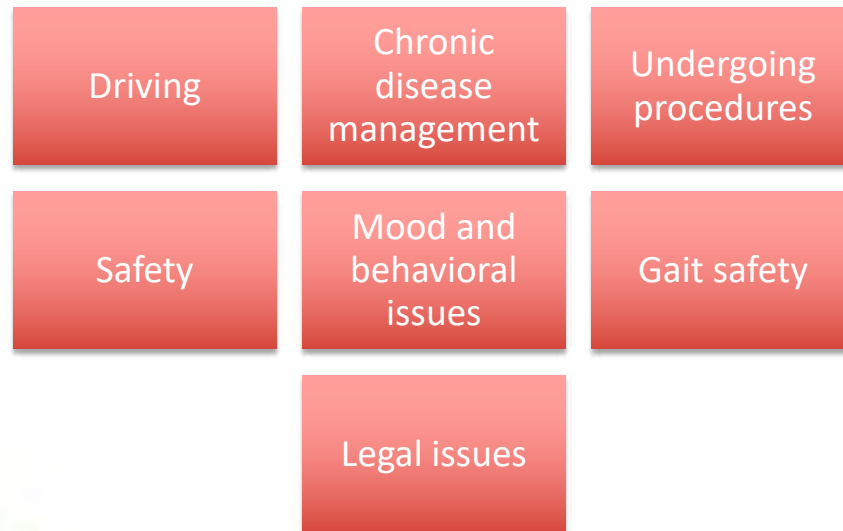 Driving
Chronic
disease
management
Undergoing
procedures
Safety
Mood and
behavioral
issues
Gait safety
Legal issues